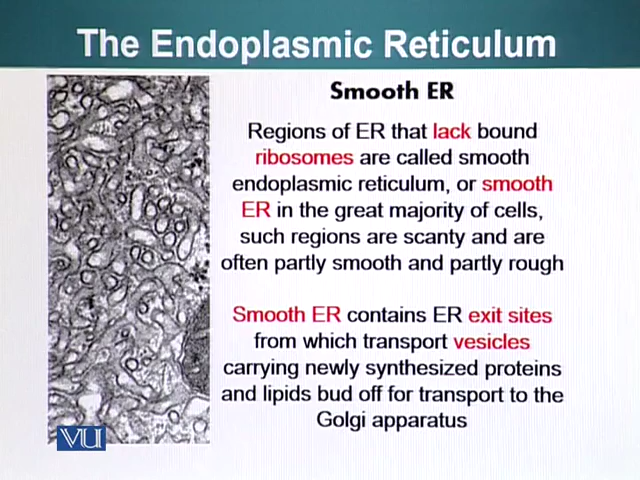 The Endoplasmic Reticulum
Smooth ER
Regions of ER that lack bound
ribosomes are called smooth
endoplasmic reticulum, or smooth
ER in the great majority of cells,
such regions are scanty and are
often partly smooth and partly rough
Smooth ER contains ER exit sites
from which transport vesicles
carrying newly synthesized proteins
and lipids bud off for transport to the
Golgi apparatus
VU